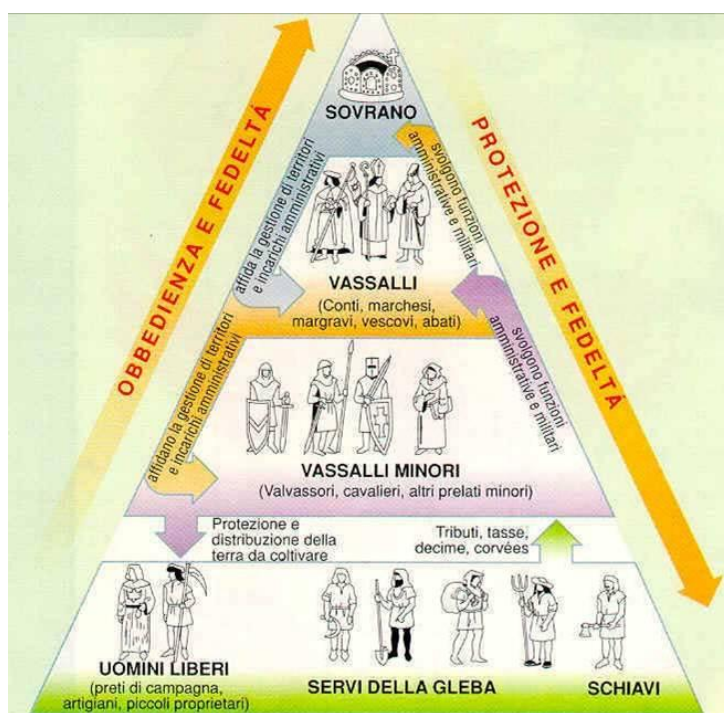 SOVRANO
OBBEDIENZA E FEDELTÁ
PROTEZIONE E FEDELTÁ
affida la gestione di territori
e incarichi amministrativi
svolgono funzioni
amministrative e militari
VASSALLI
(Conti, marchesi,
margravi, vescovi, abati)
affidano la gestione di territori
e incarichi amministrativi
svolgono funzioni
amministrative e militari
VASSALLI MINORI
(Valvassori, cavalieri, altri prelati minori)
Protezione e
distribuzione della
terra da coltivare
Tributi, tasse,
decime, corvées
UOMINI LIBERI
(preti di campagna,
artigiani, piccoli proprietari)
SERVI DELLA GLEBA
SCHIAVI